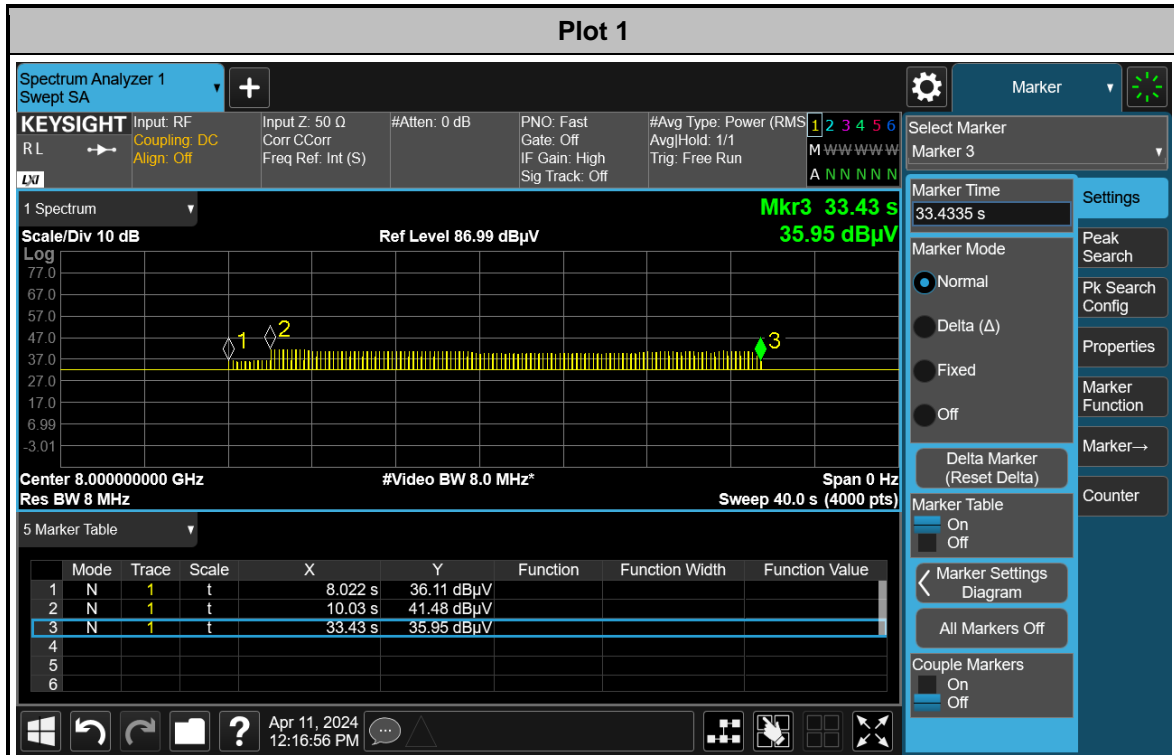 Plot 1
Spectrum Analyzer 1
Swept SA
+
Marker
KEYSIGHT
R L
LXI
Input: RF
Coupling: DC
Align: Off
Input Z: 50 Ω
Corr CCorr
Freq Ref: Int (S)
#Atten: 0 dB
PNO: Fast
Gate: Off
IF Gain: High
Sig Track: Off
#Avg Type: Power (RMS
Avg|Hold: 1/1
Trig: Free Run
1 2 3 4 5 6
M W W W W W
A N N N N N
Select Marker
Marker 3
1 Spectrum
Mkr3 33.43 s
35.95 dBµV
Scale/Div 10 dB
Ref Level 86.99 dBµV
Log
77.0
67.0
57.0
47.0
37.0
27.0
17.0
6.99
-3.01
1
2
3
Center 8.000000000 GHz
#Video BW 8.0 MHz*
Span 0 Hz
Res BW 8 MHz
Sweep 40.0 s (4000 pts)
5 Marker Table
Mode Trace Scale X Y Function Function Width Function Value
1 N 1 t 8.022 s 36.11 dBµV
2 N 1 t 10.03 s 41.48 dBµV
3 N 1 t 33.43 s 35.95 dBµV
4
5
6
Marker Time
33.4335 s
Marker Mode
Normal
Delta (Δ)
Fixed
Off
Delta Marker
(Reset Delta)
Marker Table
On
Off
Marker Settings
Diagram
All Markers Off
Couple Markers
On
Off
Settings
Peak
Search
Pk Search
Config
Properties
Marker
Function
Marker→
Counter
?
Apr 11, 2024
12:16:56 PM